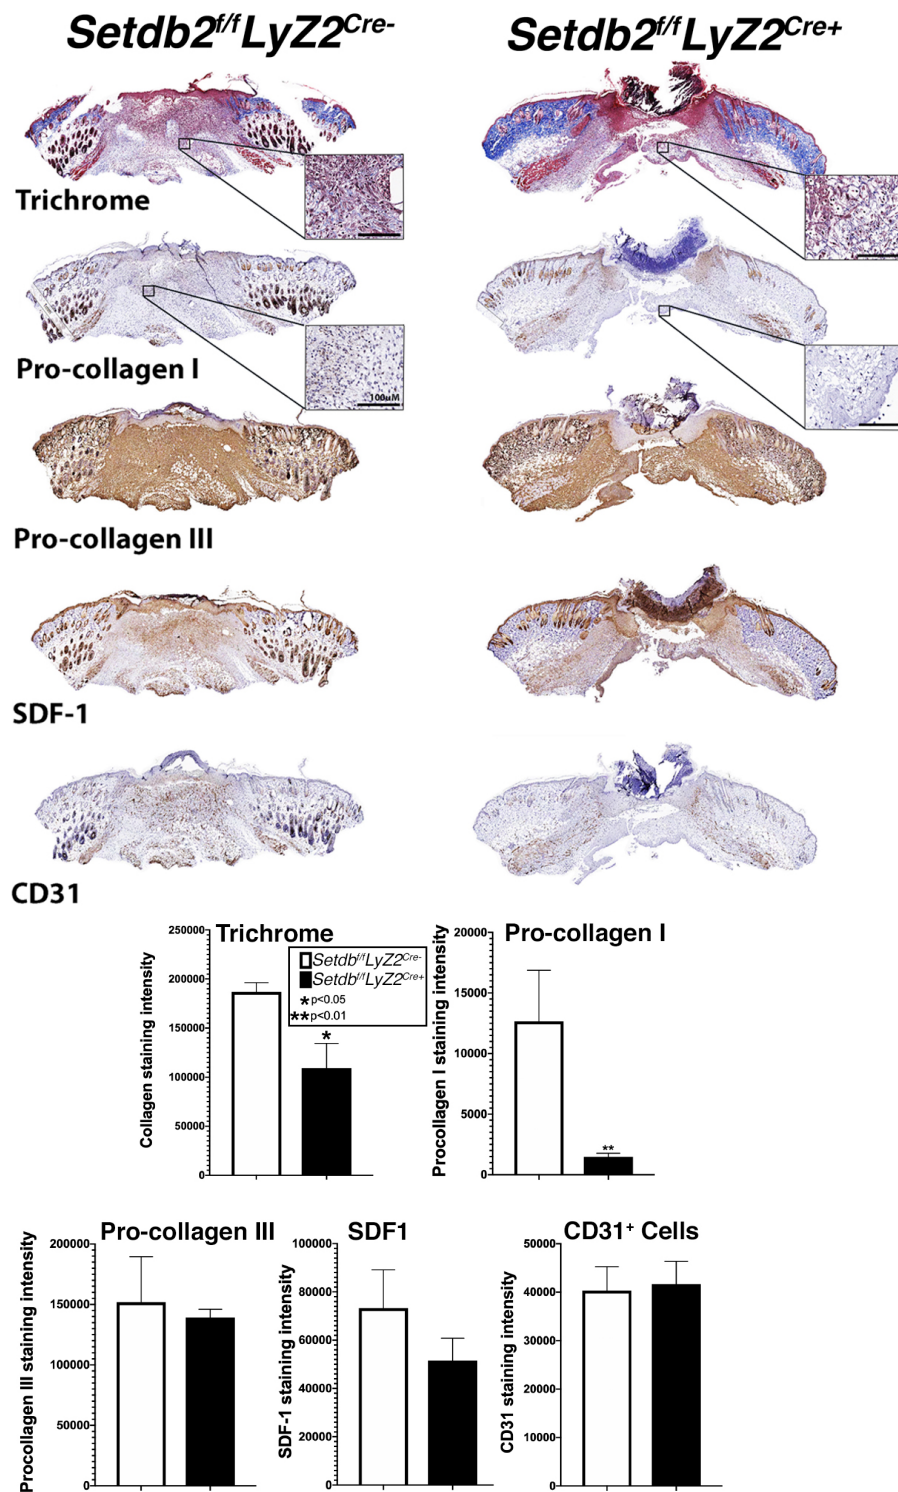 Setdb2f/fLyZ2Cre- Setdb2f/fLyZ2Cre+
Trichrome
Pro-collagen I
100µM
Pro-collagen III
SDF-1
CD31
Trichrome
Collagen staining intensity
250000
200000
150000
100000
50000
0
Setdbf/fLyZ2Cre-
Setdbf/fLyZ2Cre+
*p<0.05
**p<0.01
*
Pro-collagen I
Procollagen I staining intensity
20000
15000
10000
5000
0
**
Pro-collagen III
Procollagen III staining intensity
200000
150000
100000
50000
0
SDF1
SDF-1 staining intensity
100000
80000
60000
40000
20000
0
CD31+ Cells
CD31 staining intensity
50000
40000
30000
20000
10000
0